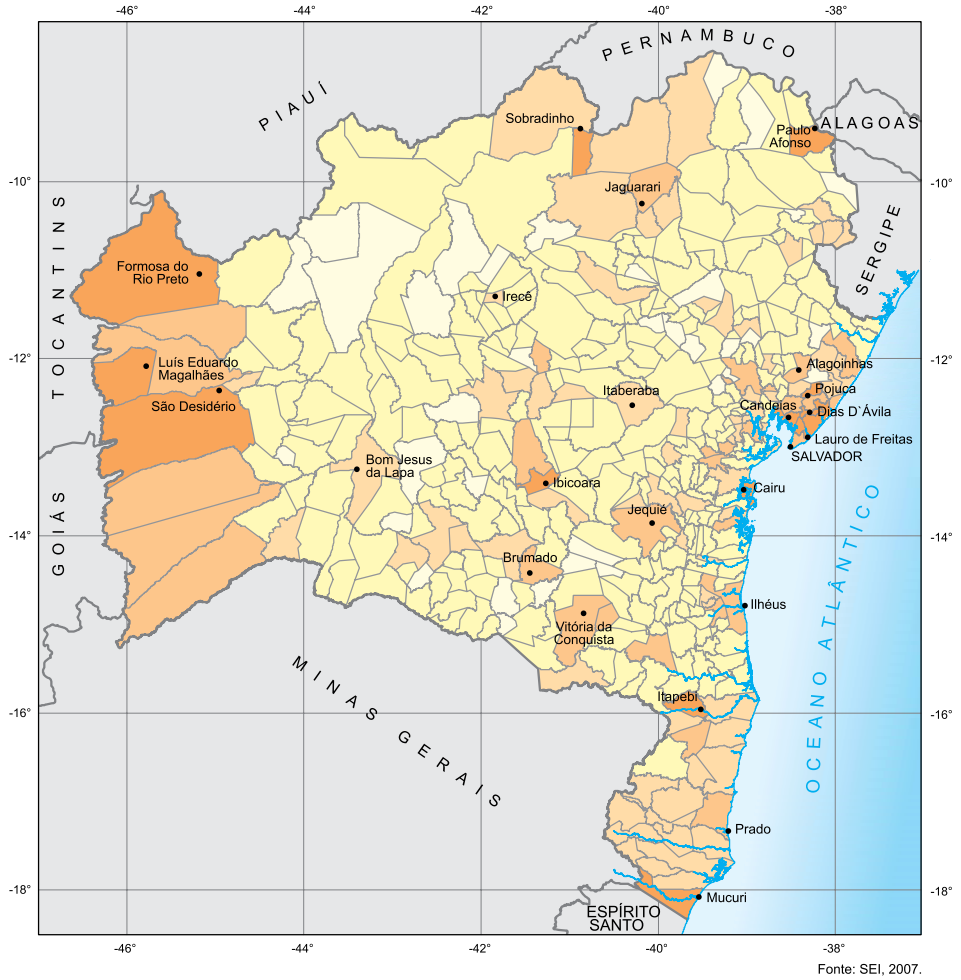 -46°
-44°
-42°
-40°
-38°
PERNAMBUCO
PIAUÍ
Sobradinho
Paulo
Afonso
ALAGOAS
-10°
-10°
Jaguarari
TOCANTINS
SERGIPE
Formosa do
Rio Preto
Irecê
-12°
-12°
Luís Eduardo
Magalhães
São Desidério
Alagoinhas
Itaberaba
Pojuca
Candeias
Dias D`Ávila
Lauro de Freitas
SALVADOR
Bom Jesus
da Lapa
Ibicoara
Cairu
GOIÁS
Jequié
-14°
-14°
Brumado
Ilhéus
Vitória da
Conquista
OCEANO ATLÂNTICO
MINAS GERAIS
Itapebi
-16°
-16°
Prado
-18°
-18°
Mucuri
ESPÍRITO
SANTO
-46°
-44°
-42°
-40°
-38°
Fonte: SEI, 2007.